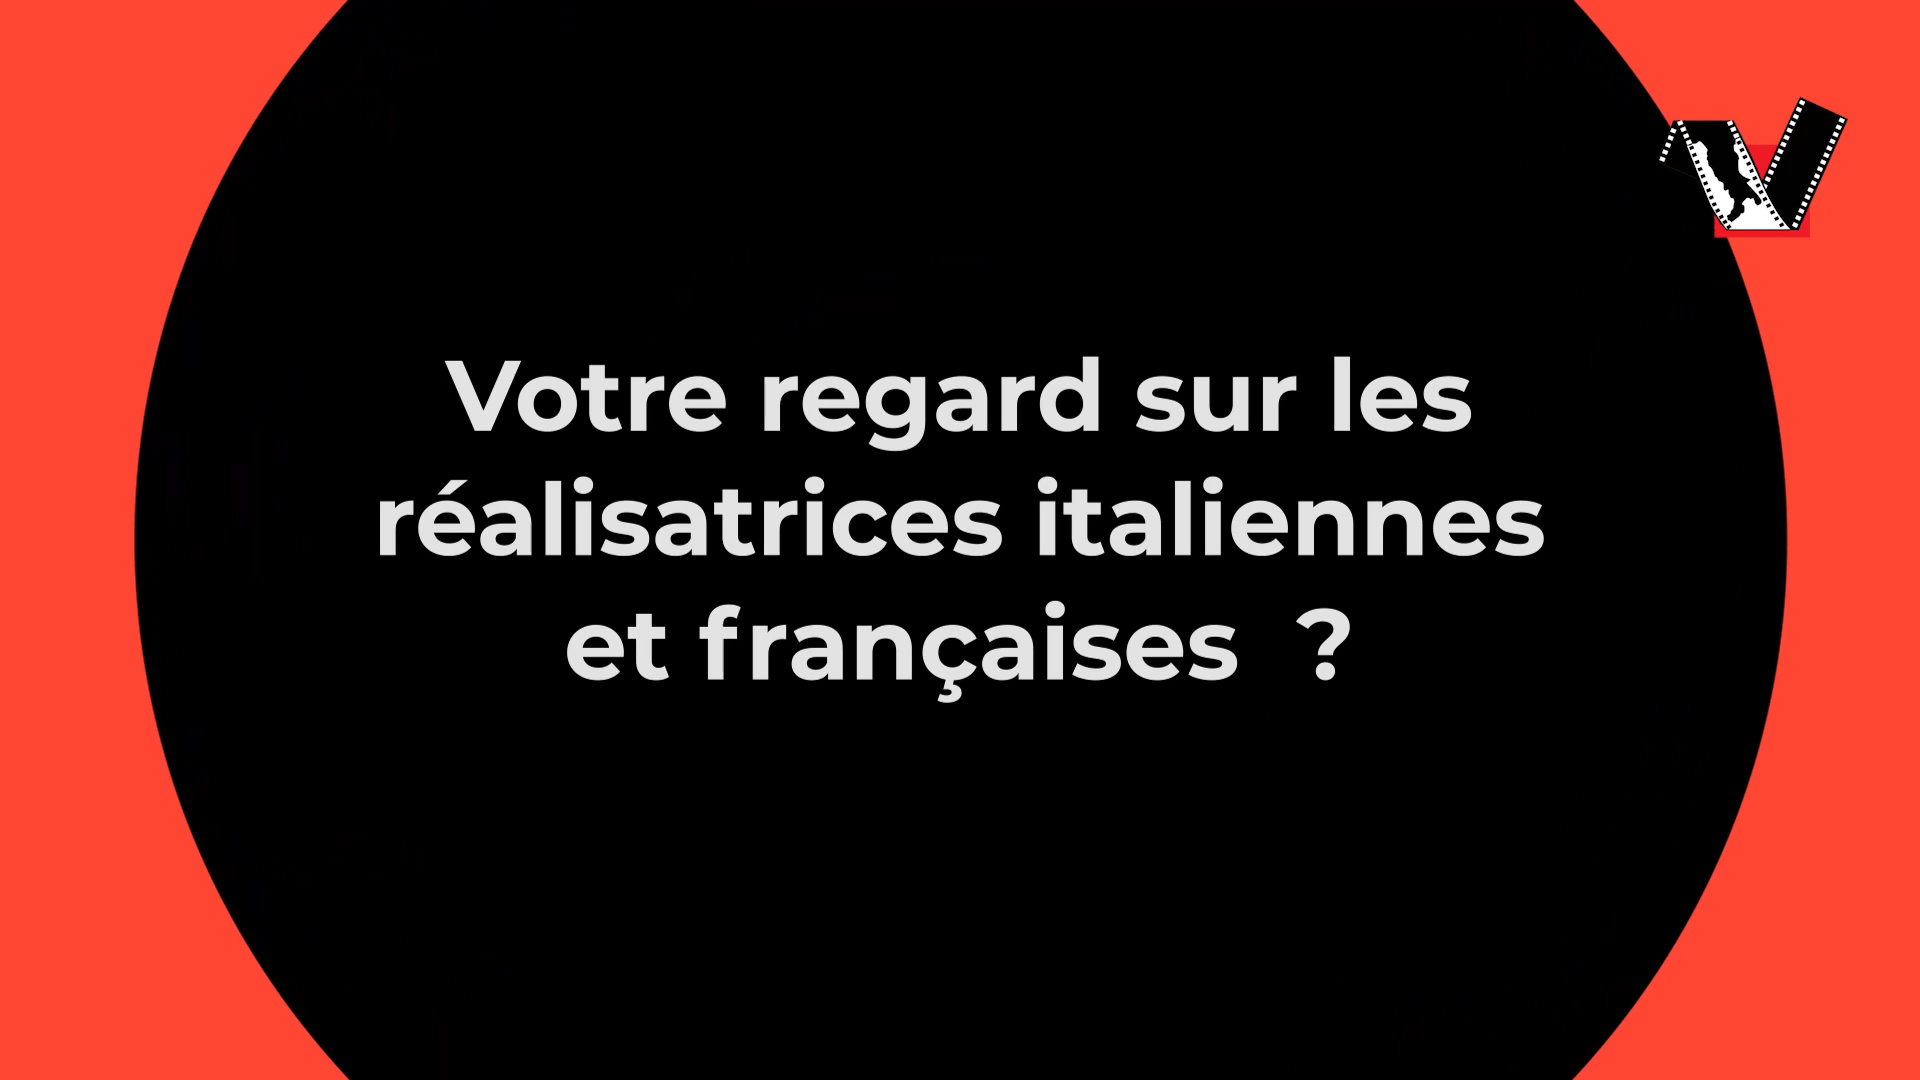 Votre regard sur les
réalisatrices italiennes
et françaises  ?